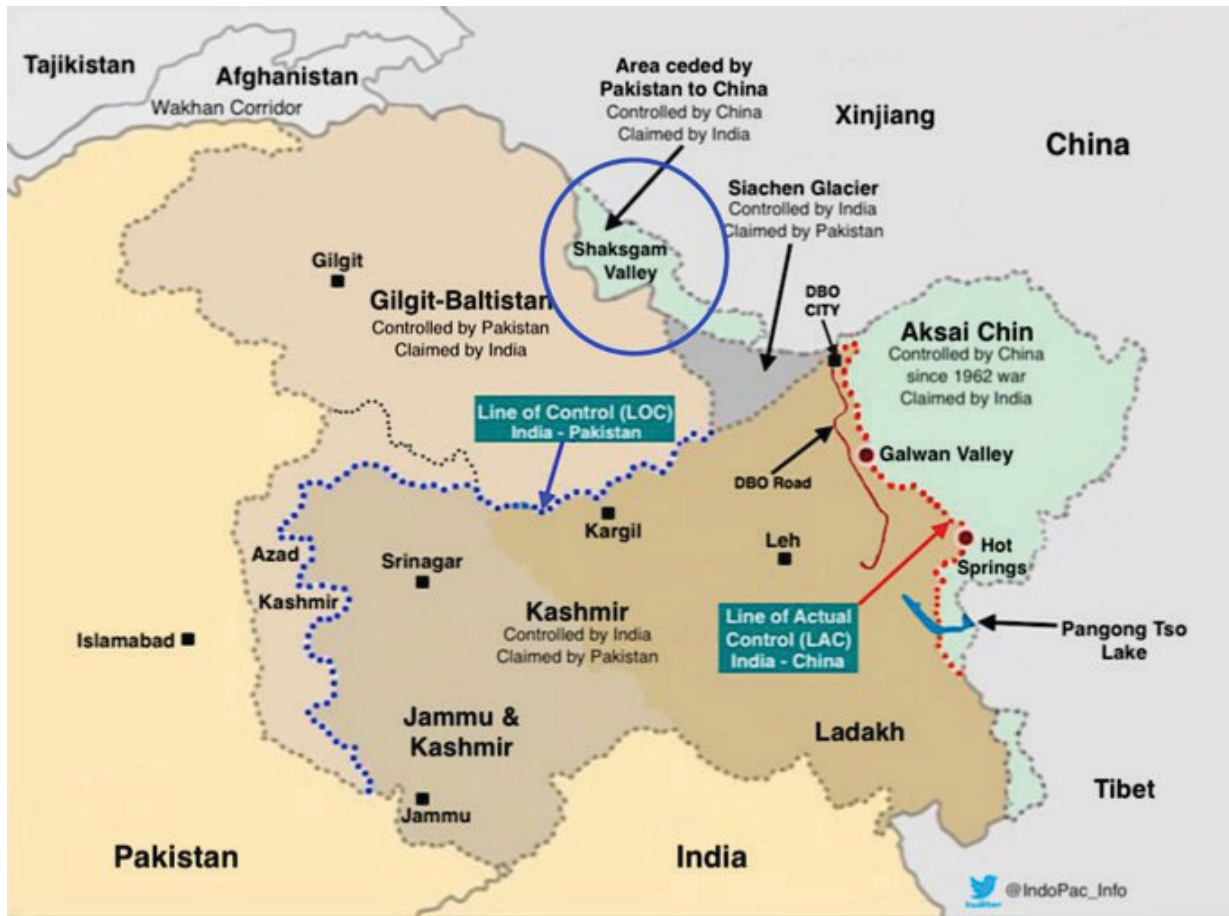 Tajikistan
Afghanistan
Wakhan Corridor
Area ceded by
Pakistan to China
Controlled by China
Claimed by India
Xinjiang
China
Siachen Glacier
Controlled by India
Claimed by Pakistan
Shaksgam
Valley
Gilgit
Gilgit-Baltistan
Controlled by Pakistan
Claimed by India
DBO
CITY
Aksai Chin
Controlled by China
since 1962 war
Claimed by India
Line of Control (LOC)
India - Pakistan
Galwan Valley
DBO Road
Kargil
Leh
Hot
Springs
Azad
Kashmir
Srinagar
Islamabad
Kashmir
Controlled by India
Claimed by Pakistan
Line of Actual
Control (LAC)
India - China
Pangong Tso
Lake
Jammu &
Kashmir
Ladakh
Jammu
Tibet
Pakistan
India
twitter
@IndoPac_Info